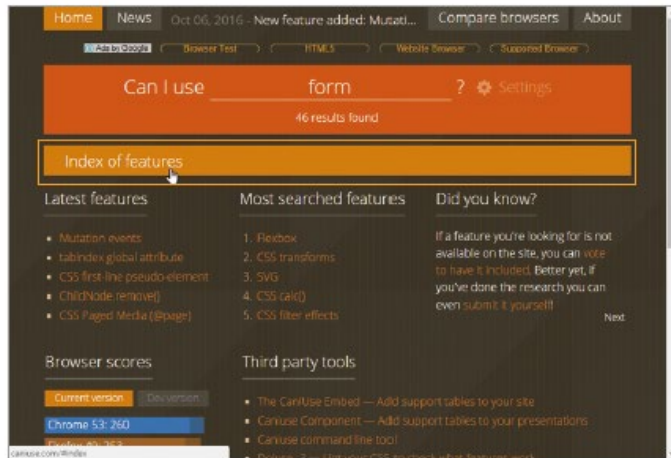 Home News Oct 06, 2016 - New feature added: Mutati... Compare browsers About
Ads by Google Browser Test HTML5 Website Browser Supported Browser
Can I use form ? Settings
46 results found
Index of features
Latest features
Mutation events
tabindex global attribute
CSS first-line pseudo-element
ChildNode.remove()
CSS Paged Media (@page)
Most searched features
1. Flexbox
2. CSS transforms
3. SVG
4. CSS calc()
5. CSS filter effects
Did you know?
If a feature you're looking for is not
available on the site, you can vote
to have it included. Better yet, if
you've done the research you can
even submit it yourself!
Next
Browser scores
Current version Dev version
Chrome 53: 260
Third party tools
The CanIUse Embed — Add support tables to your site
Caniuse Component — Add support tables to your presentations
Caniuse command line tool
caniuse.com/#index